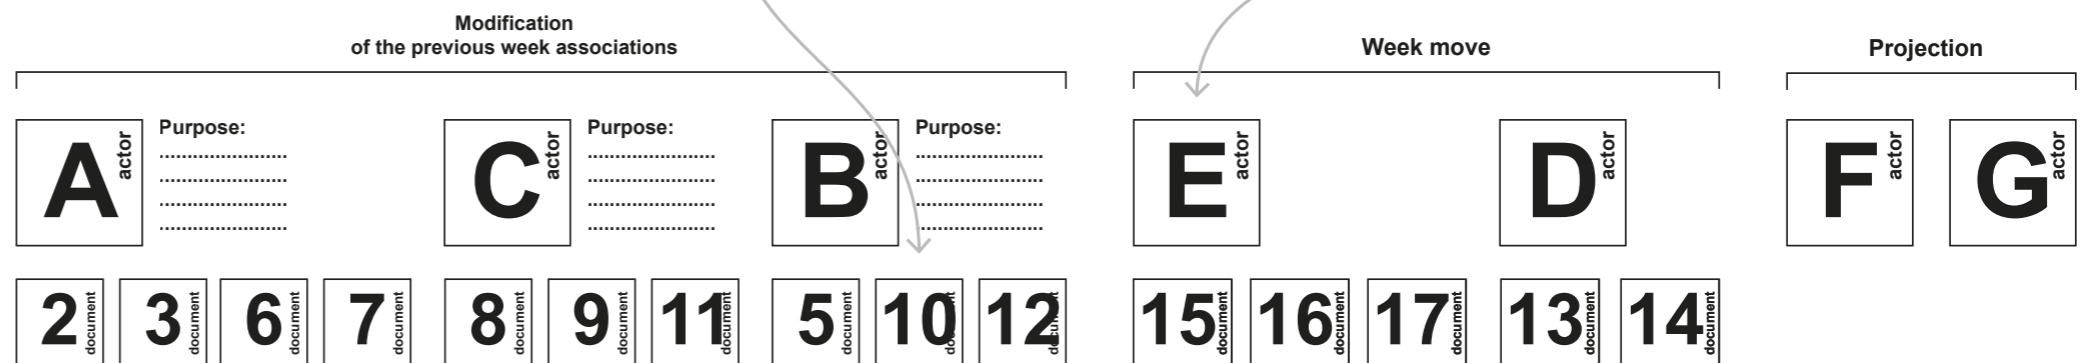 Modification
of the previous week associations
Week move
Projection
A actor
Purpose:
C actor
Purpose:
B actor
Purpose:
E actor
D actor
F actor
G actor
2 document
3 document
6 document
7 document
8 document
9 document
11 document
5 document
10 document
12 document
15 document
16 document
17 document
13 document
14 document